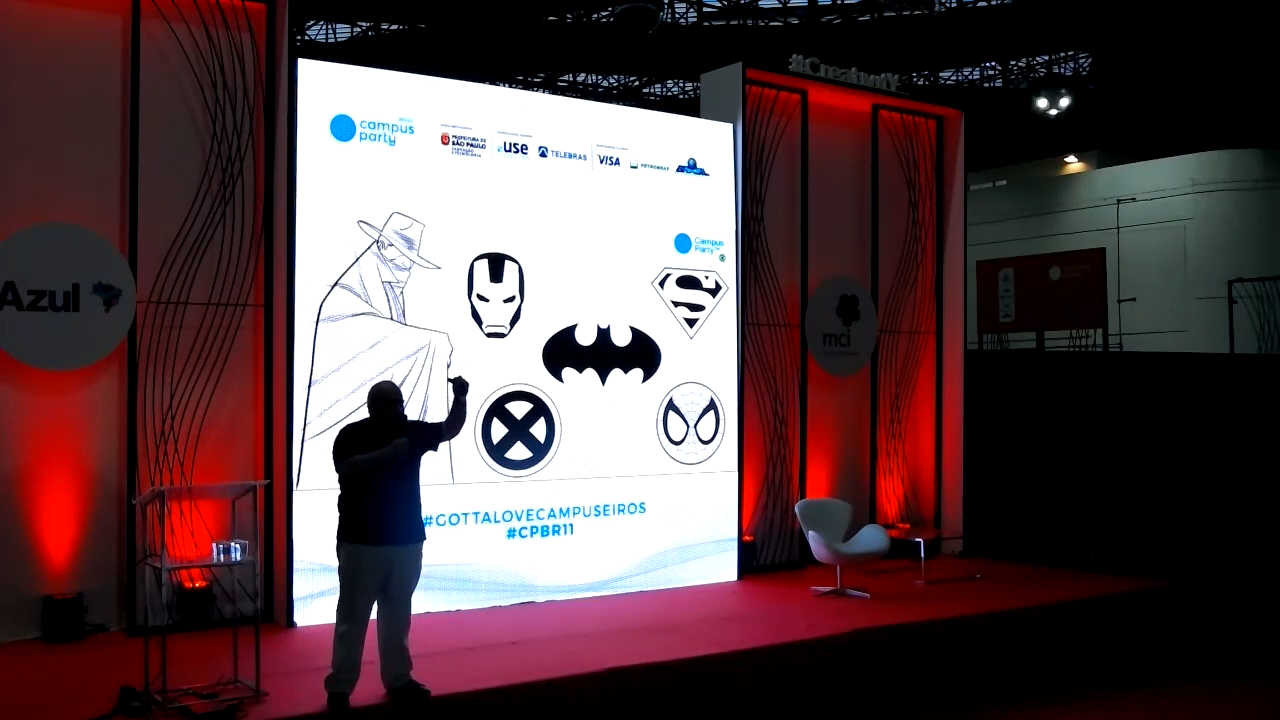 #Creativity
campus
party
PREFEITURA DE
SÃO PAULO
use
TELEBRAS
VISA
PETROBRAS
Campus
Party
Azul
mci
#GOTTALOVECAMPUSEIROS
#CPBR11